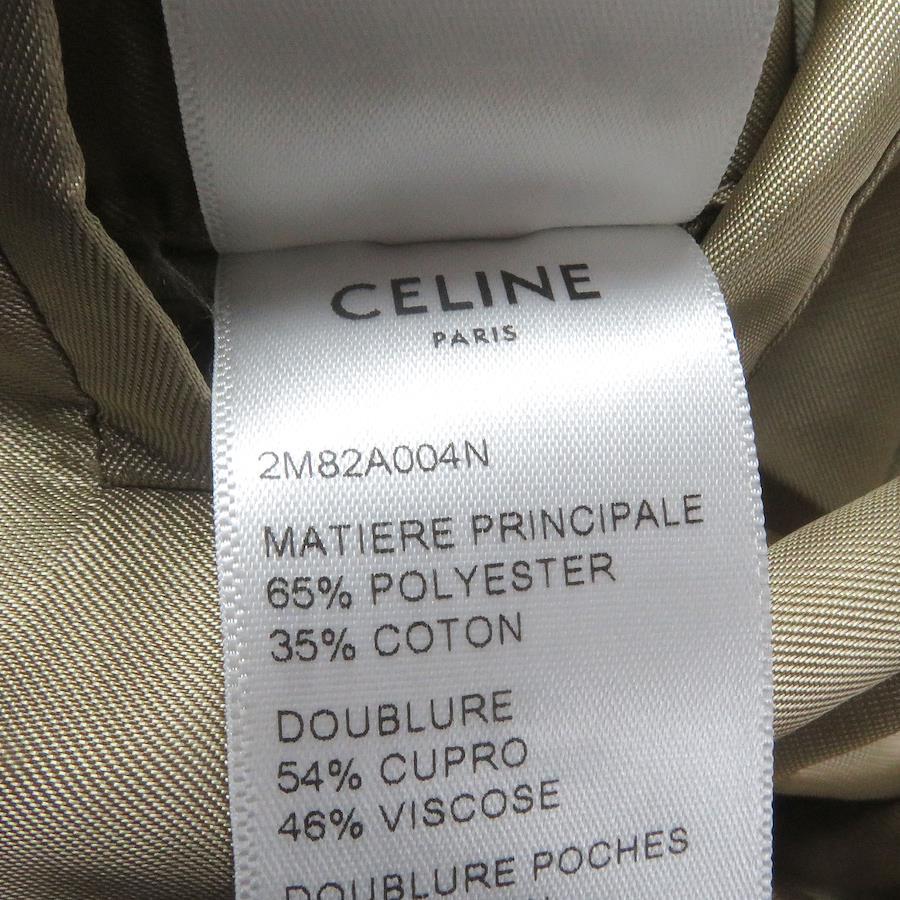 CELINE
PARIS
2M82A004N
MATIERE PRINCIPALE
65% POLYESTER
35% COTON
DOUBLURE
54% CUPRO
46% VISCOSE
DOUBLURE POCHES